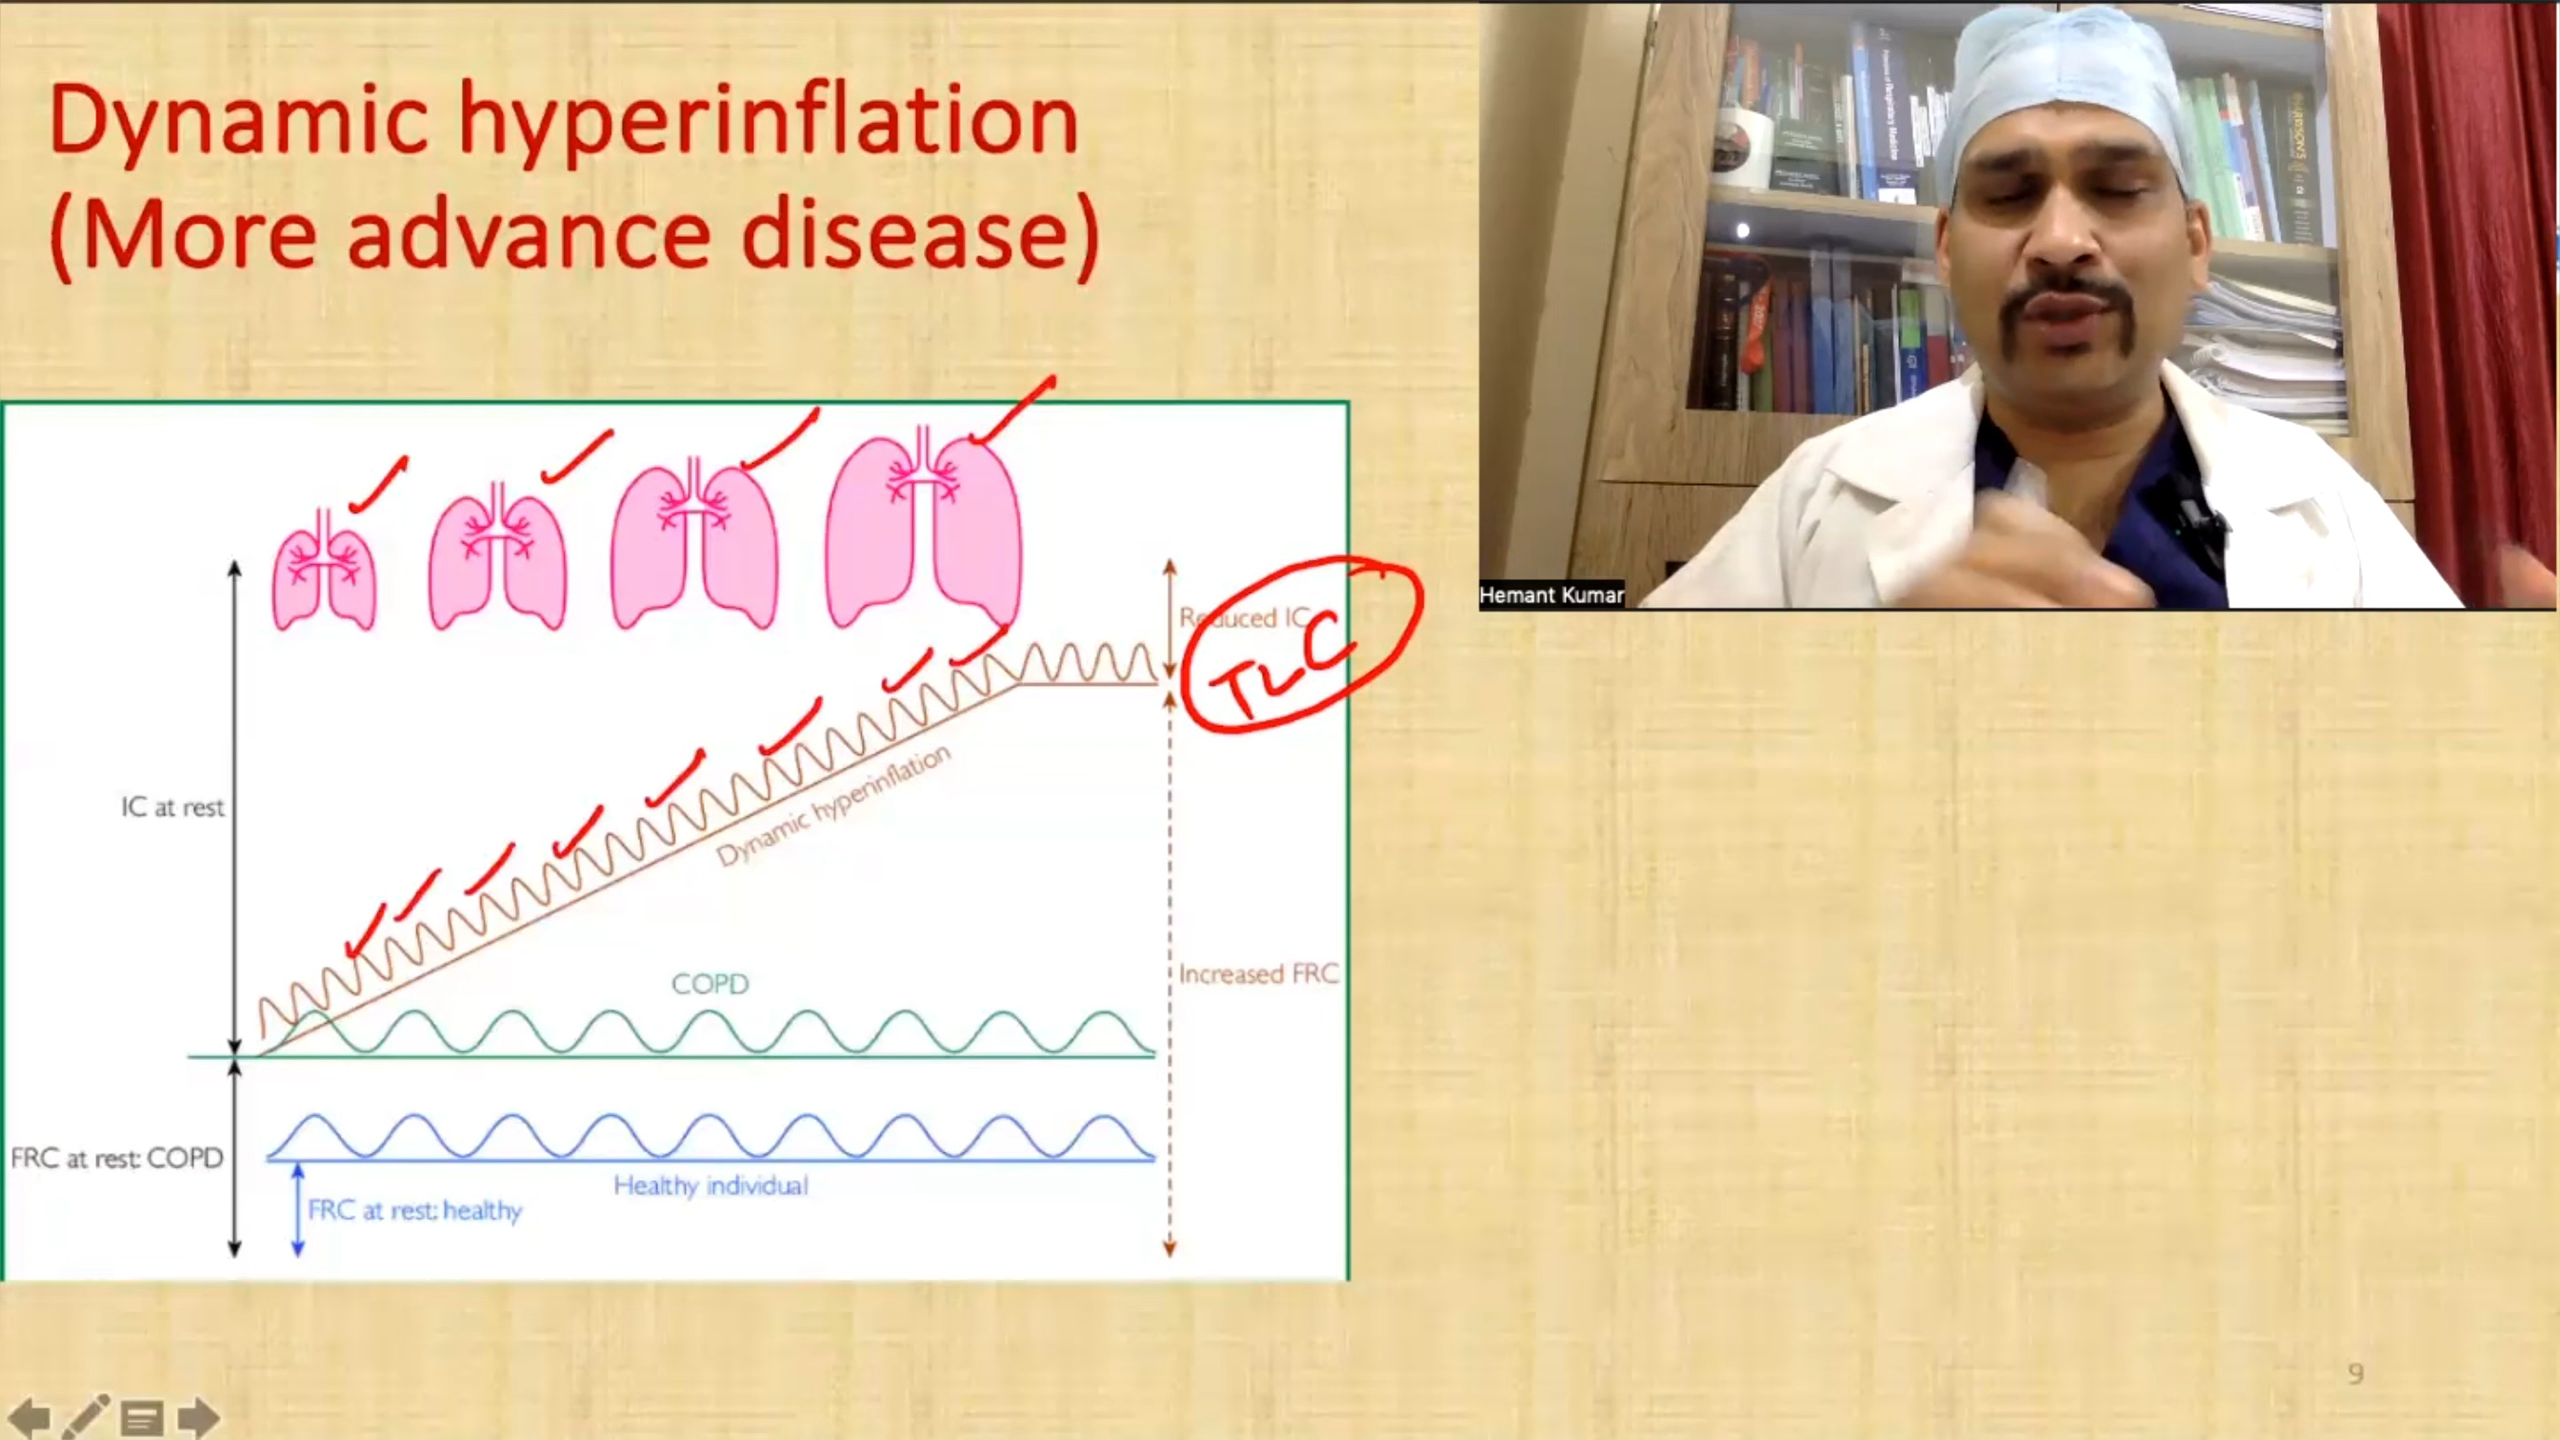 Dynamic hyperinflation
(More advance disease)
Hemant Kumar
Reduced IC
TLC
IC at rest
Dynamic hyperinflation
COPD
Increased FRC
FRC at rest: COPD
Healthy individual
FRC at rest: healthy
9